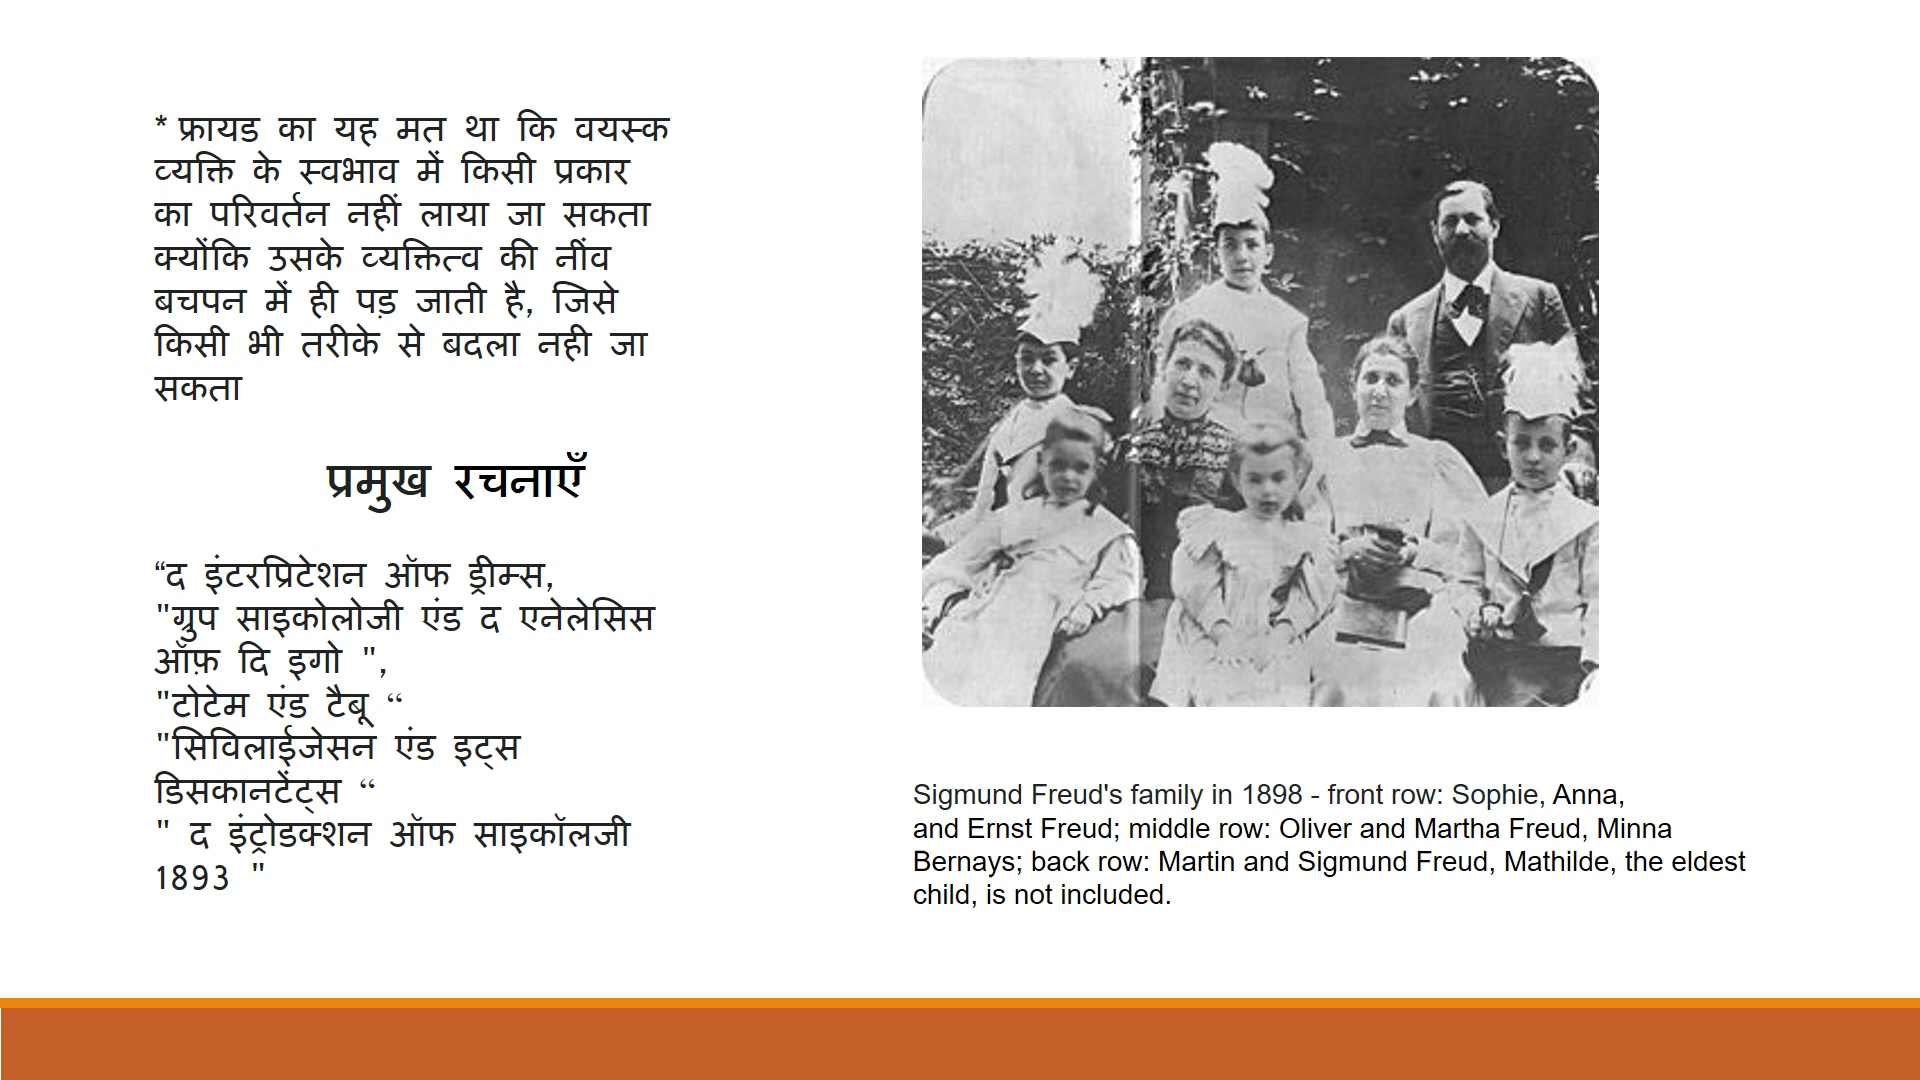 * फ्रायड का यह मत था कि वयस्क
व्यक्ति के स्वभाव में किसी प्रकार
का परिवर्तन नहीं लाया जा सकता
क्योंकि उसके व्यक्तित्व की नींव
बचपन में ही पड़ जाती है, जिसे
किसी भी तरीके से बदला नही जा
सकता
प्रमुख रचनाएँ
“द इंटरप्रिटेशन ऑफ ड्रीम्स,
"ग्रुप साइकोलोजी एंड द एनेलेसिस
ऑफ़ दि इगो ",
"टोटेम एंड टैबू “
"सिविलाईजेसन एंड इट्स
डिसकानटेंट्स “
" द इंट्रोडक्शन ऑफ साइकॉलजी
1893 "
Sigmund Freud's family in 1898 - front row: Sophie, Anna,
and Ernst Freud; middle row: Oliver and Martha Freud, Minna
Bernays; back row: Martin and Sigmund Freud, Mathilde, the eldest
child, is not included.